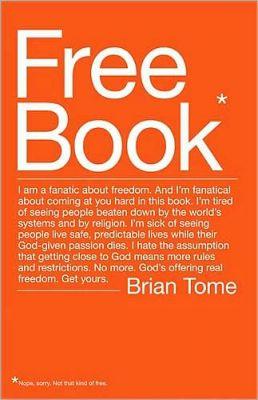 Free
Book*
I am a fanatic about freedom. And I'm fanatical
about coming at you hard in this book. I'm tired
of seeing people beaten down by the world's
systems and by religion. I'm sick of seeing
people live safe, predictable lives while their
God-given passion dies. I hate the assumption
that getting close to God means more rules
and restrictions. No more. God's offering real
freedom. Get yours.
Brian Tome
*Nope, sorry. Not that kind of free.